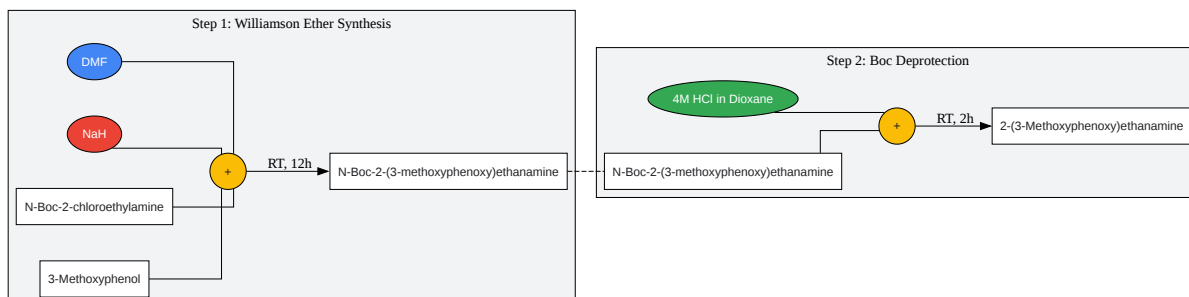 Step 1: Williamson Ether Synthesis
DMF
NaH
N-Boc-2-chloroethylamine
3-Methoxyphenol
+
RT, 12h
N-Boc-2-(3-methoxyphenoxy)ethanamine
Step 2: Boc Deprotection
4M HCl in Dioxane
N-Boc-2-(3-methoxyphenoxy)ethanamine
+
RT, 2h
2-(3-Methoxyphenoxy)ethanamine